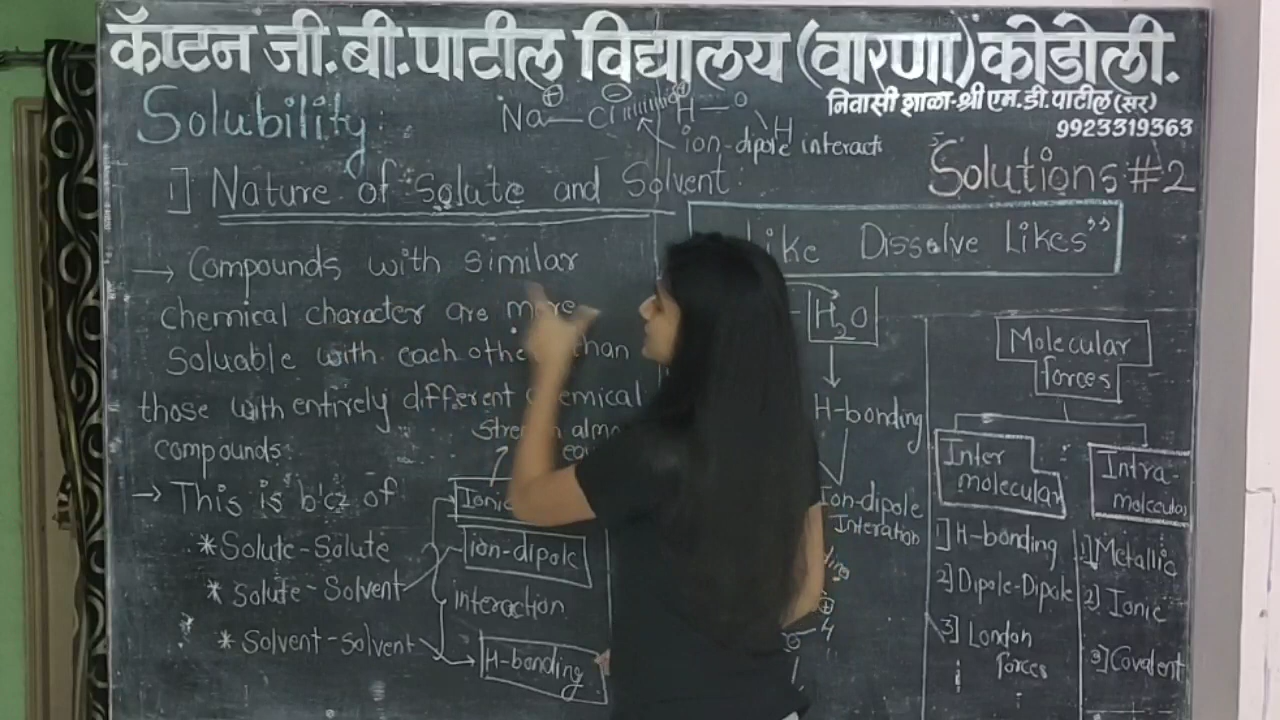 कॅप्टन जी.बी.पाटील विद्यालय (वारणा) कोडोली.
निवासी शाळा-श्री एम.डी.पाटील (सर)
9923319363
Solubility:
Na⊕—Cl⊖ ⊕H—O
H
ion-dipole interact
Solutions #2
1] Nature of Solute and Solvent:
Like Dissolve Likes”
→ Compounds with similar
chemical character are more
Soluable with each other than
those with entirely different chemical
compounds.
almo
→ This is b'cz of
* Solute-Solute
* Solute-Solvent
* Solvent-solvent
Ionic
ion-dipole
interaction
H-bonding
H₂O
H-bonding
Ion-dipole
Interation
Molecular
forces
Inter
molecular
1] H-bonding
2] Dipole-Dipole
3] London
forces
Intra-
molecular
1] Metallic
2] Ionic
3] Covalent